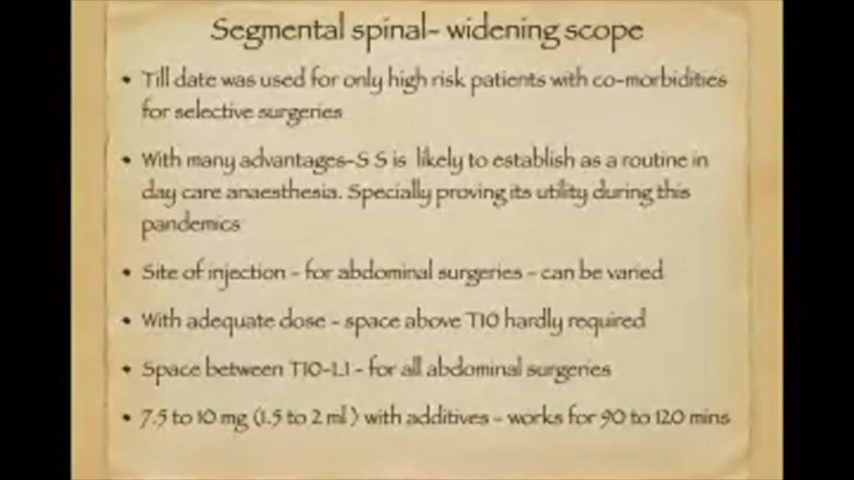 Segmental spinal- widening scope
• Till date was used for only high risk patients with co-morbidities
for selective surgeries
• With many advantages-S S is likely to establish as a routine in
day care anaesthesia. Specially proving its utility during this
pandemics
• Site of injection - for abdominal surgeries - can be varied
• With adequate dose - space above T10 hardly required
• Space between T10-L1 - for all abdominal surgeries
• 7.5 to 10 mg (1.5 to 2 ml ) with additives - works for 90 to 120 mins